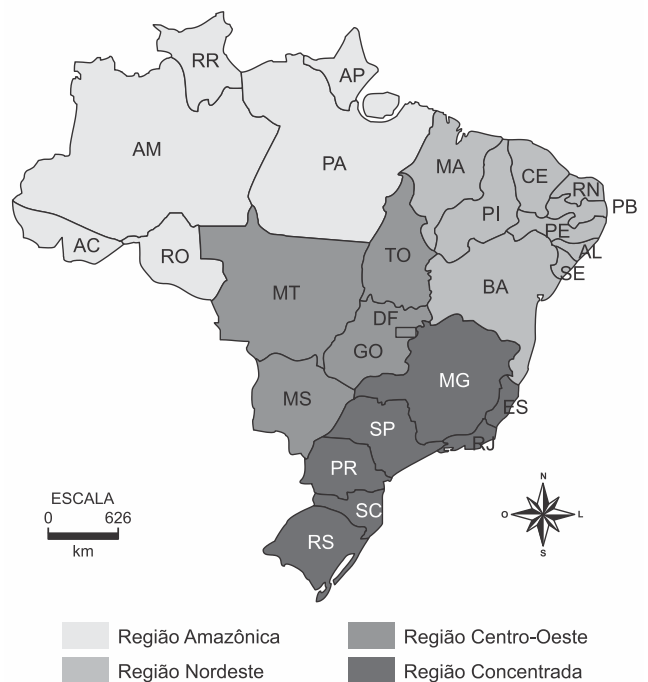 RR
AP
AM
PA
MA
CE
RN
PB
PI
PE
AL
SE
AC
RO
TO
BA
MT
DF
GO
MG
MS
ES
SP
RJ
PR
SC
RS
ESCALA
0 626
km
N
O L
S
Região Amazônica
Região Centro-Oeste
Região Nordeste
Região Concentrada